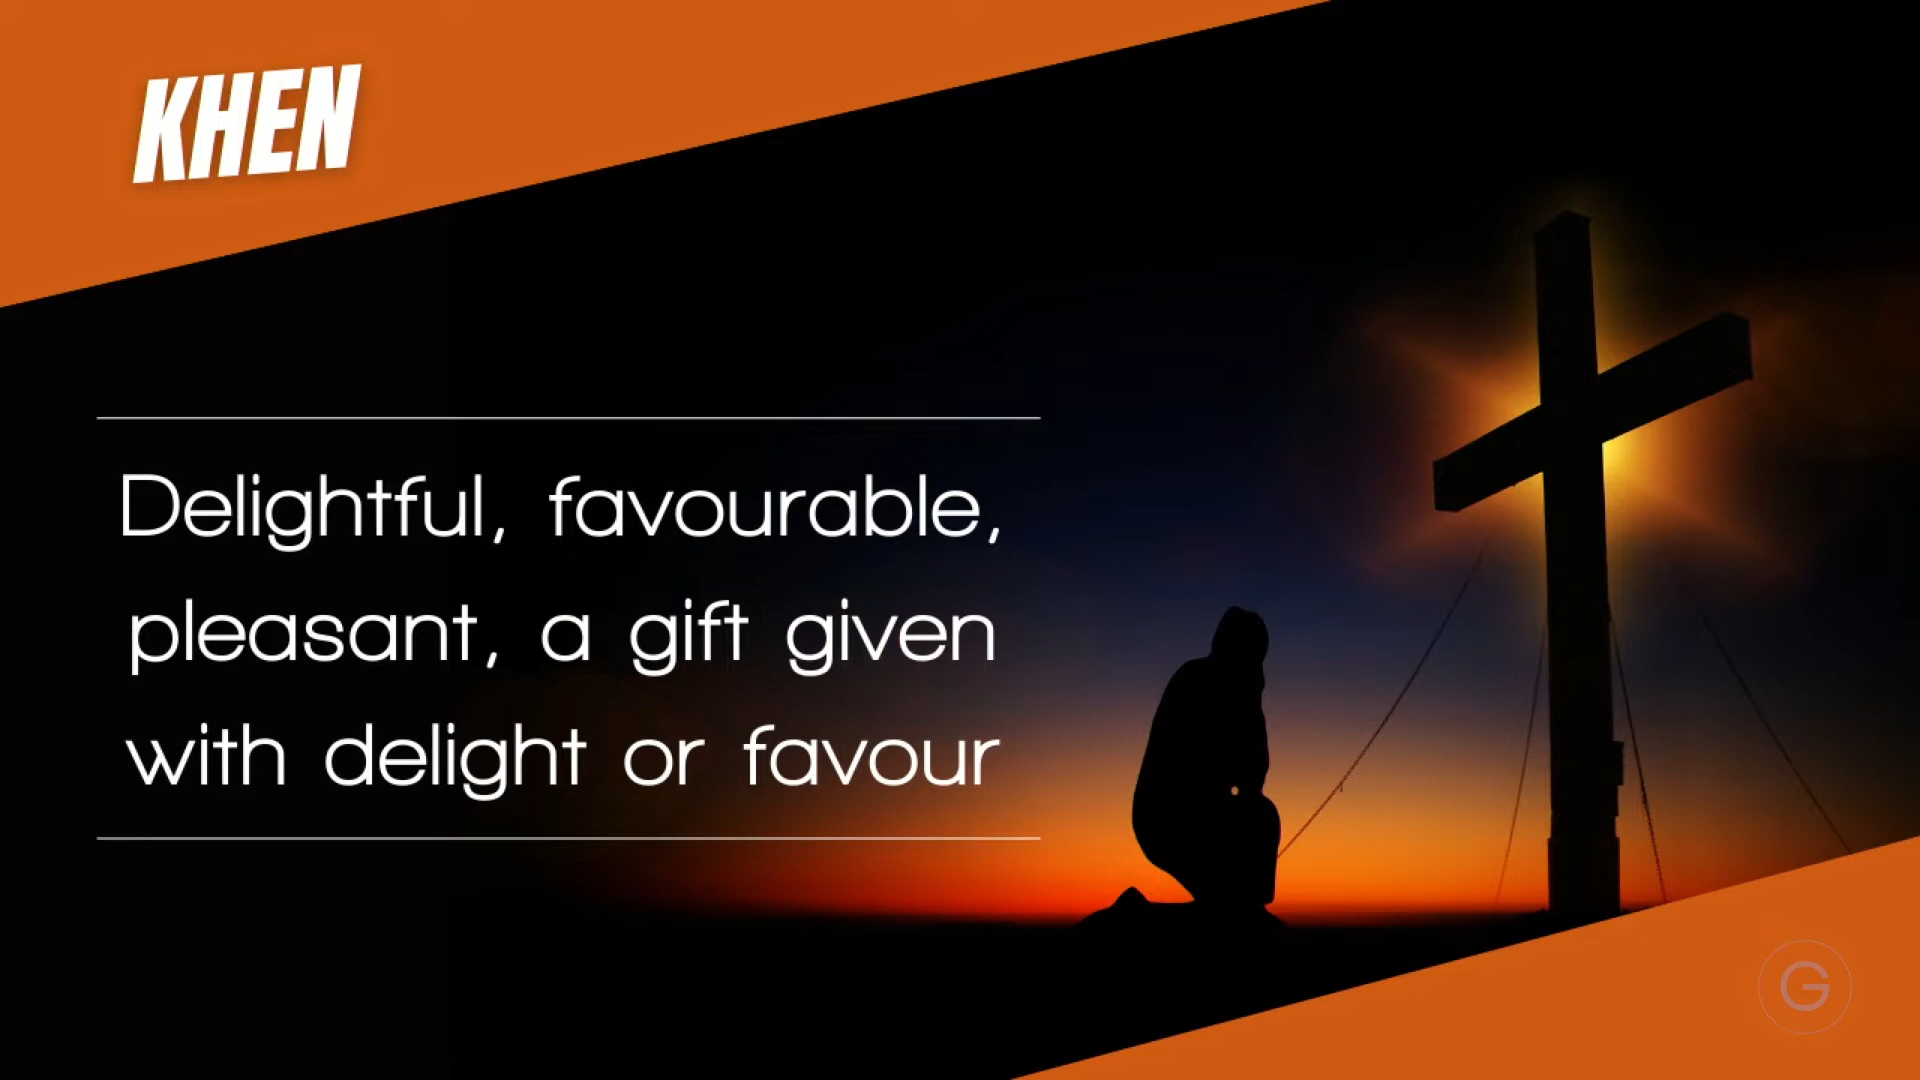 KHEN
Delightful, favourable,
pleasant, a gift given
with delight or favour
G